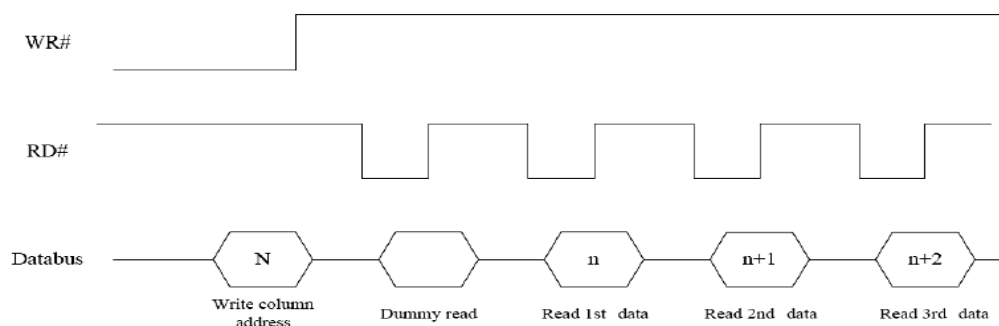 WR#
RD#
Databus
N
n
n+1
n+2
Write column
address
Dummy read
Read 1st data
Read 2nd data
Read 3rd data